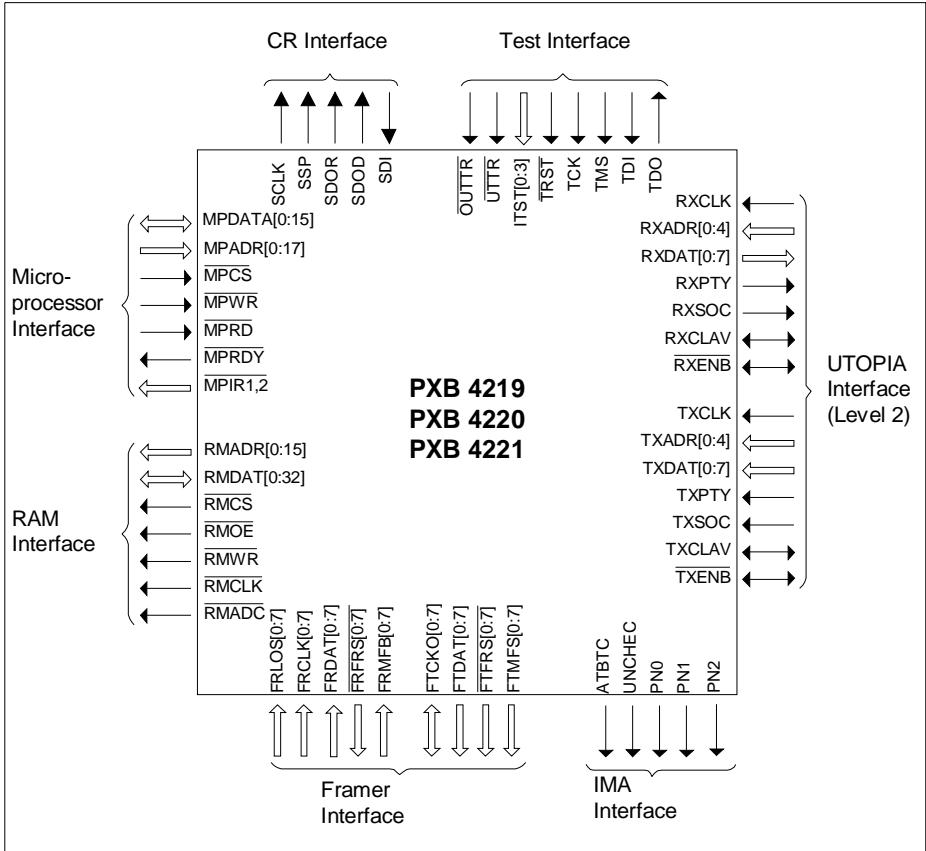 CR Interface
Test Interface
SCLK
SSP
SDOR
SDOD
SDI
OUTTR
UTTR
ITST[0:3]
TRST
TCK
TMS
TDI
TDO
Micro-
processor
Interface
MPDATA[0:15]
MPADR[0:17]
MPCS
MPWR
MPRD
MPRDY
MPIR1,2
RAM
Interface
RMADR[0:15]
RMDAT[0:32]
RMCS
RMOE
RMWR
RMCLK
RMADC
PXB 4219
PXB 4220
PXB 4221
RXCLK
RXADR[0:4]
RXDAT[0:7]
RXPTY
RXSOC
RXCLAV
RXENB
TXCLK
TXADR[0:4]
TXDAT[0:7]
TXPTY
TXSOC
TXCLAV
TXENB
UTOPIA
Interface
(Level 2)
FRLOS[0:7]
FRCLK[0:7]
FRDAT[0:7]
FRFRS[0:7]
FRMFB[0:7]
FTCKO[0:7]
FTDAT[0:7]
FTFRS[0:7]
FTMFS[0:7]
ATBTC
UNCHEC
PN0
PN1
PN2
Framer
Interface
IMA
Interface